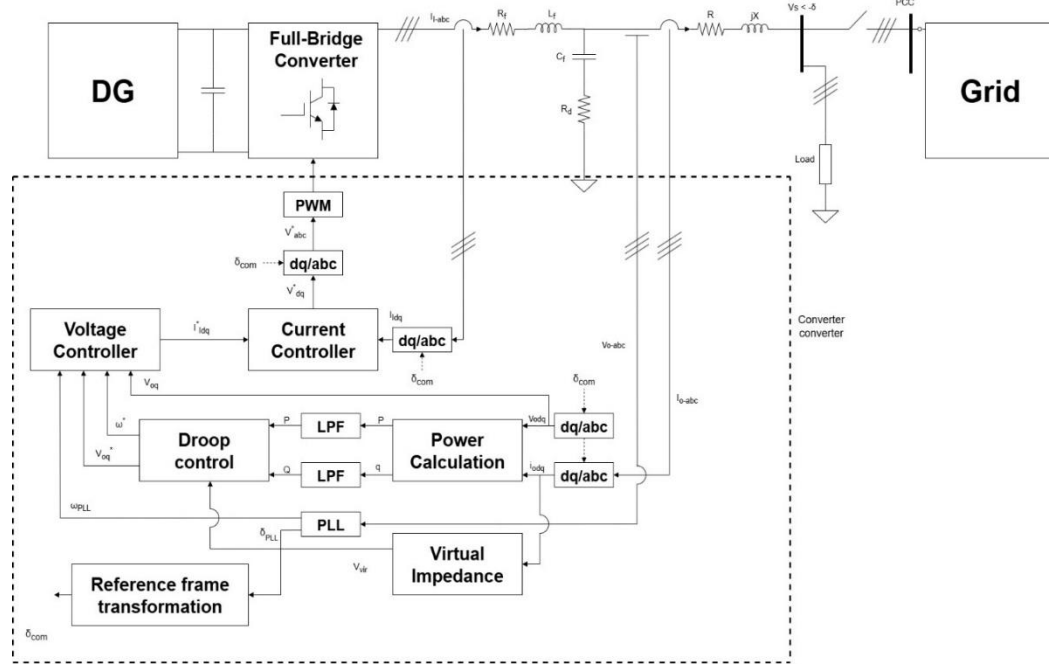 Vs < -δ
PCC
I_l-abc
R_f
L_f
R
jX
Full-Bridge
Converter
DG
Grid
C_f
R_d
Load
PWM
V*_abc
δ_com
dq/abc
V*_dq
Voltage
Controller
I*_ldq
Current
Controller
I_ldq
dq/abc
δ_com
Converter
converter
Vo-abc
I_o-abc
V_oq
δ_com
ω*
Droop
control
P
LPF
P
Power
Calculation
Vodq
dq/abc
V_oq*
Q
LPF
q
i_odq
dq/abc
ω_PLL
δ_PLL
PLL
V_vir
Virtual
Impedance
Reference frame
transformation
δ_com